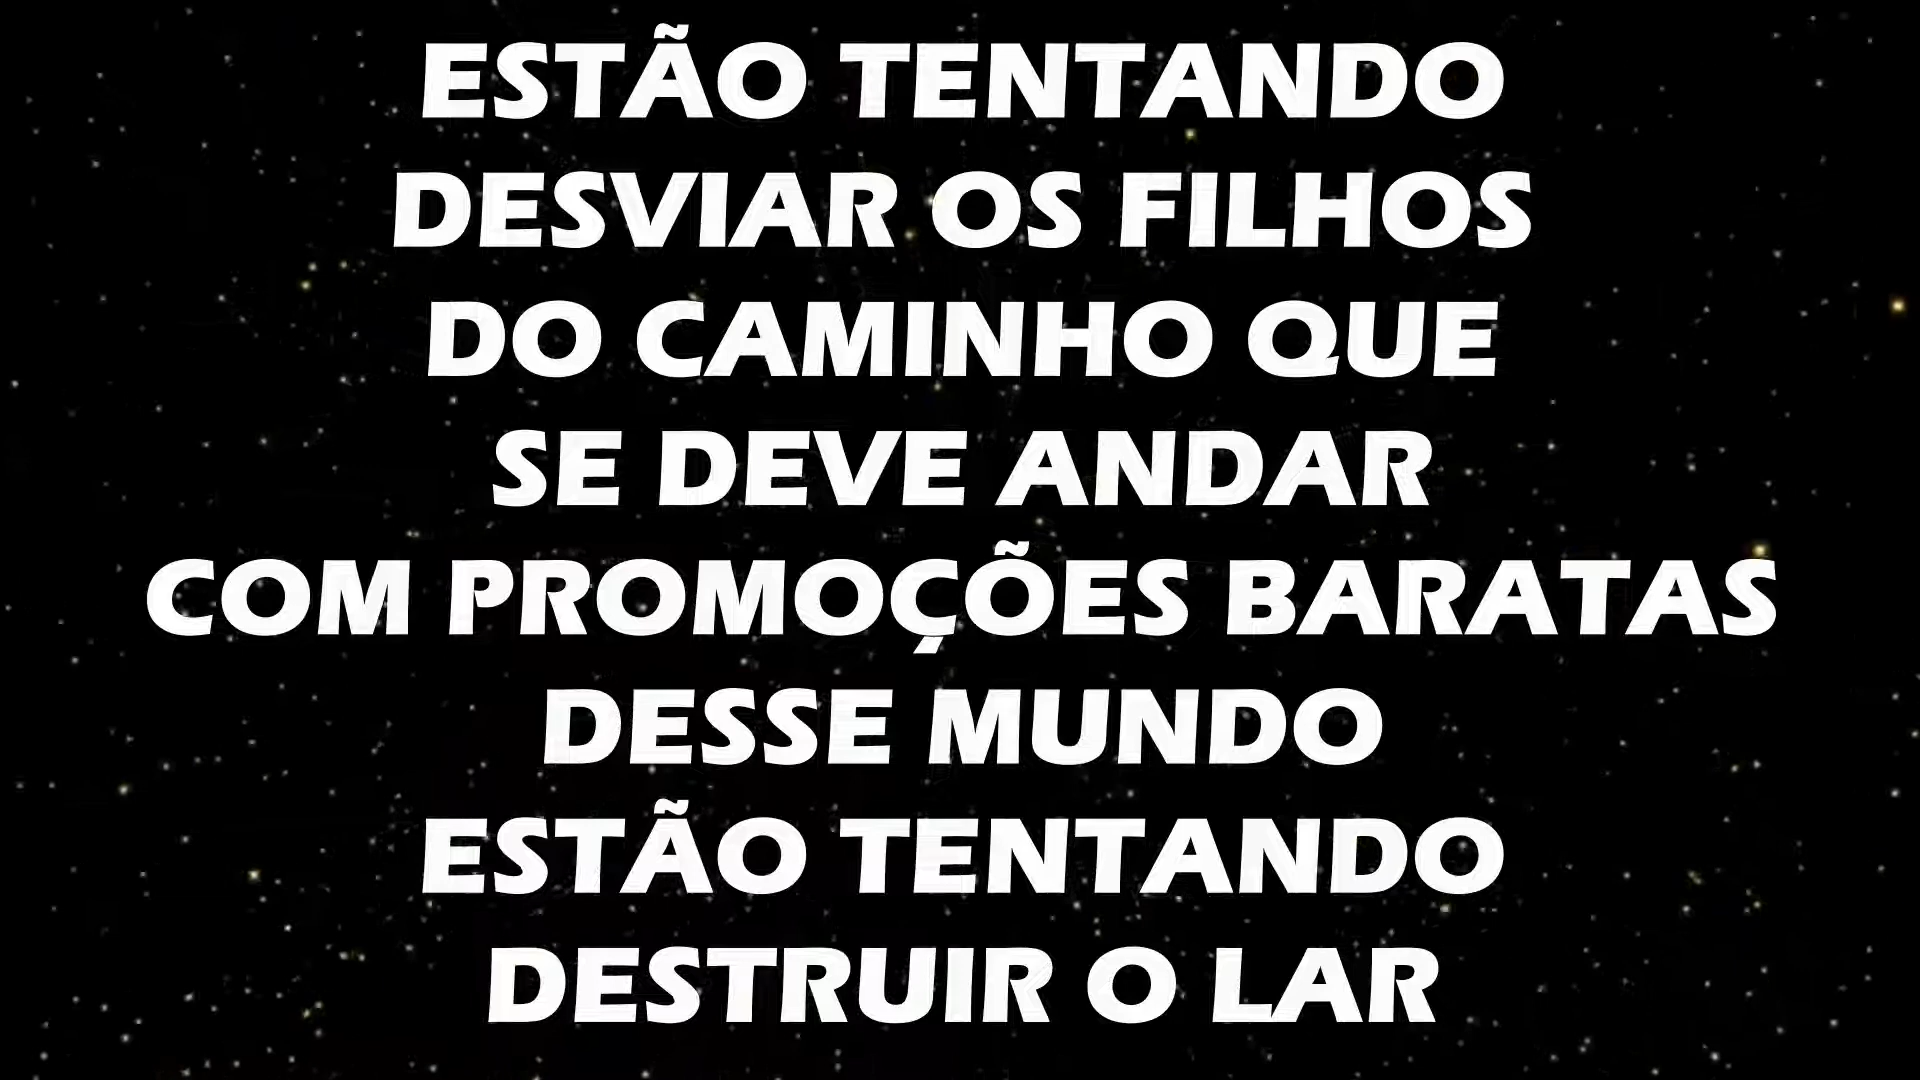 ESTÃO TENTANDO
DESVIAR OS FILHOS
DO CAMINHO QUE
SE DEVE ANDAR
COM PROMOÇÕES BARATAS
DESSE MUNDO
ESTÃO TENTANDO
DESTRUIR O LAR